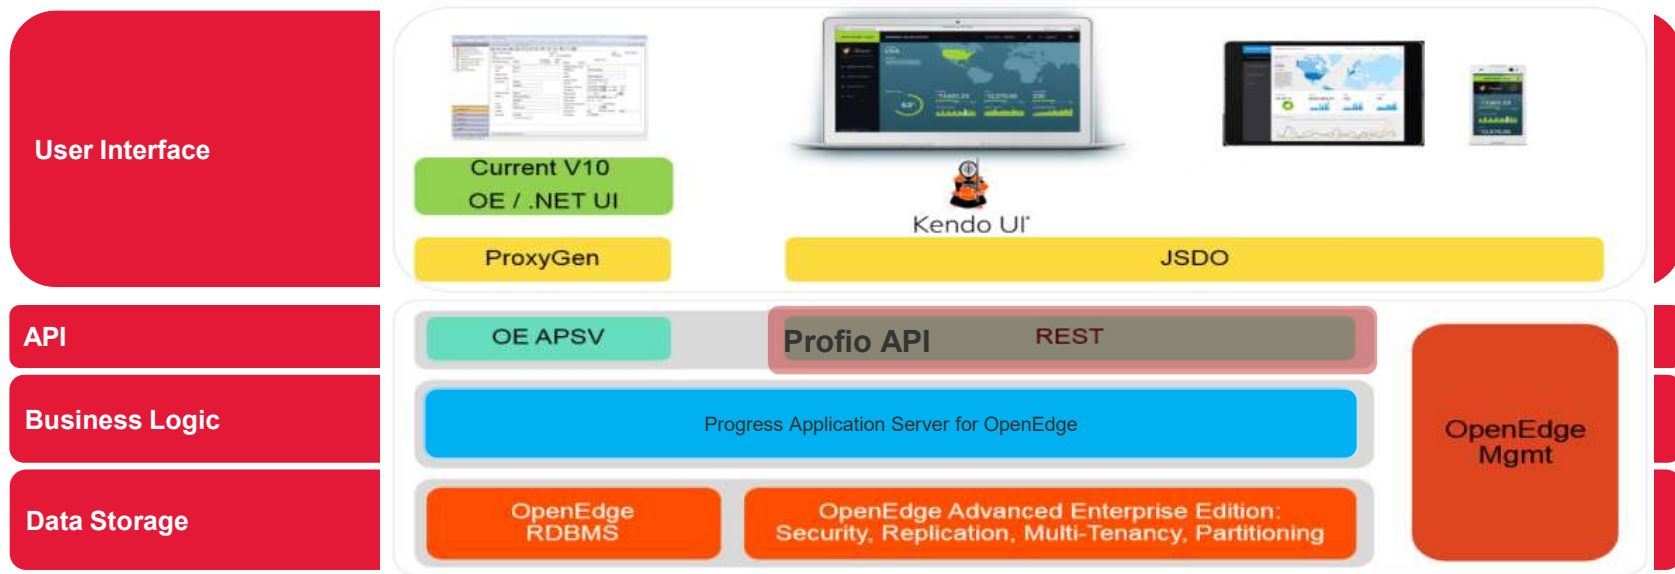 User Interface
Current V10
OE / .NET UI
Kendo UI
ProxyGen
JSDO
API
OE APSV
Profio API
REST
Business Logic
Progress Application Server for OpenEdge
OpenEdge
Mgmt
Data Storage
OpenEdge
RDBMS
OpenEdge Advanced Enterprise Edition:
Security, Replication, Multi-Tenancy, Partitioning